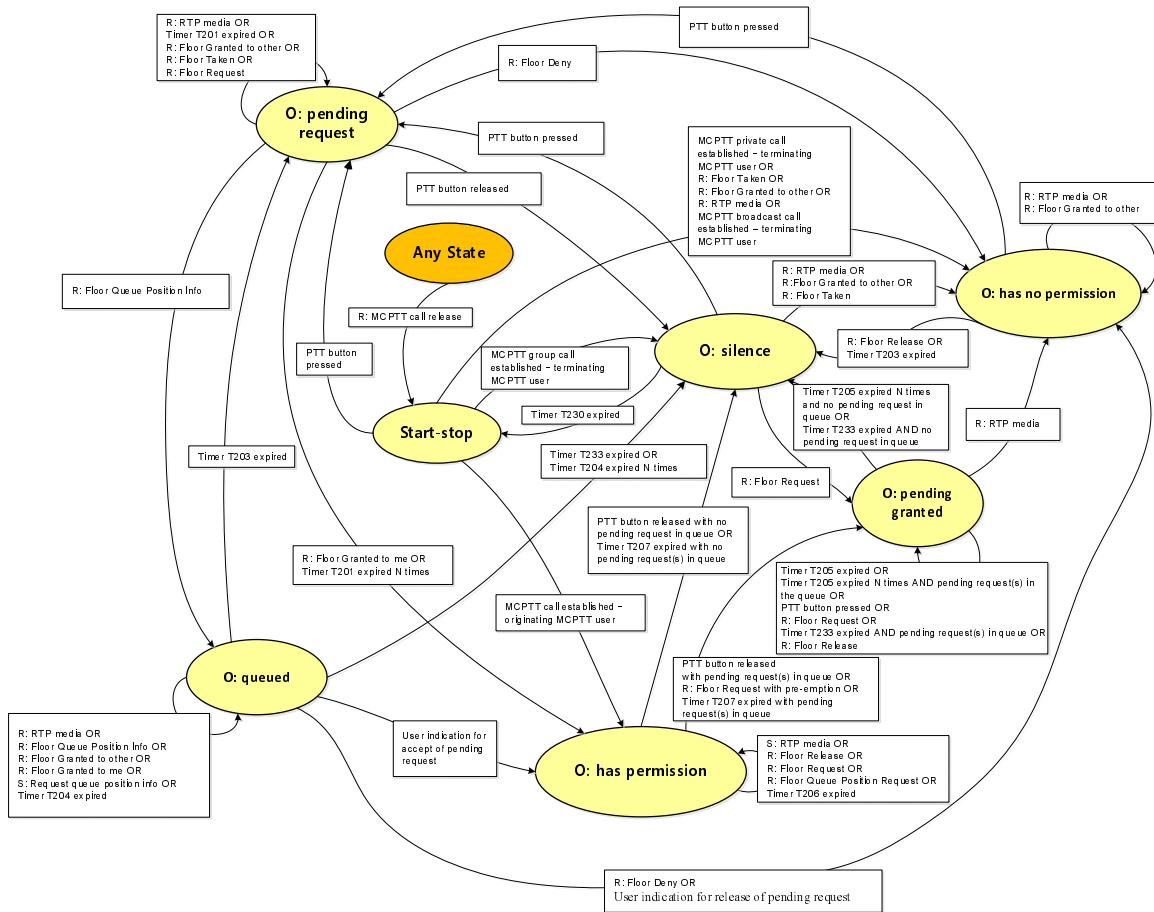 R: RTP media OR
Timer T201 expired OR
R: Floor Granted to other OR
R: Floor Taken OR
R: Floor Request
PTT button pressed
R: Floor Deny
O: pending
request
PTT button pressed
MCPTT private call
established – terminating
MCPTT user OR
R: Floor Taken OR
R: Floor Granted to other OR
R: RTP media OR
MCPTT broadcast call
established – terminating
MCPTT user
PTT button released
R: RTP media OR
R: Floor Granted to other
Any State
R: Floor Queue Position Info
R: RTP media OR
R:Floor Granted to other OR
R: Floor Taken
O: has no permission
R: MCPTT call release
PTT button
pressed
MCPTT group call
established – terminating
MCPTT user
O: silence
R: Floor Release OR
Timer T203 expired
Timer T230 expired
Timer T205 expired N times
and no pending request in
queue OR
Timer T233 expired AND no
pending request in queue
R: RTP media
Start-stop
Timer T203 expired
Timer T233 expired OR
Timer T204 expired N times
R: Floor Request
O: pending
granted
PTT button released with no
pending request in queue OR
Timer T207 expired with no
pending request(s) in queue
R: Floor Granted to me OR
Timer T201 expired N times
Timer T205 expired OR
Timer T205 expired N times AND pending request(s) in
the queue OR
PTT button pressed OR
R: Floor Request OR
Timer T233 expired AND pending request(s) in queue OR
R: Floor Release
MCPTT call established –
originating MCPTT user
O: queued
PTT button released
with pending request(s) in queue OR
R: Floor Request with pre-emption OR
Timer T207 expired with pending
request(s) in queue
R: RTP media OR
R: Floor Queue Position Info OR
R: Floor Granted to other OR
R: Floor Granted to me OR
S: Request queue position info OR
Timer T204 expired
User indication for
accept of pending
request
O: has permission
S: RTP media OR
R: Floor Release OR
R: Floor Request OR
R: Floor Queue Position Request OR
Timer T206 expired
R: Floor Deny OR
User indication for release of pending request